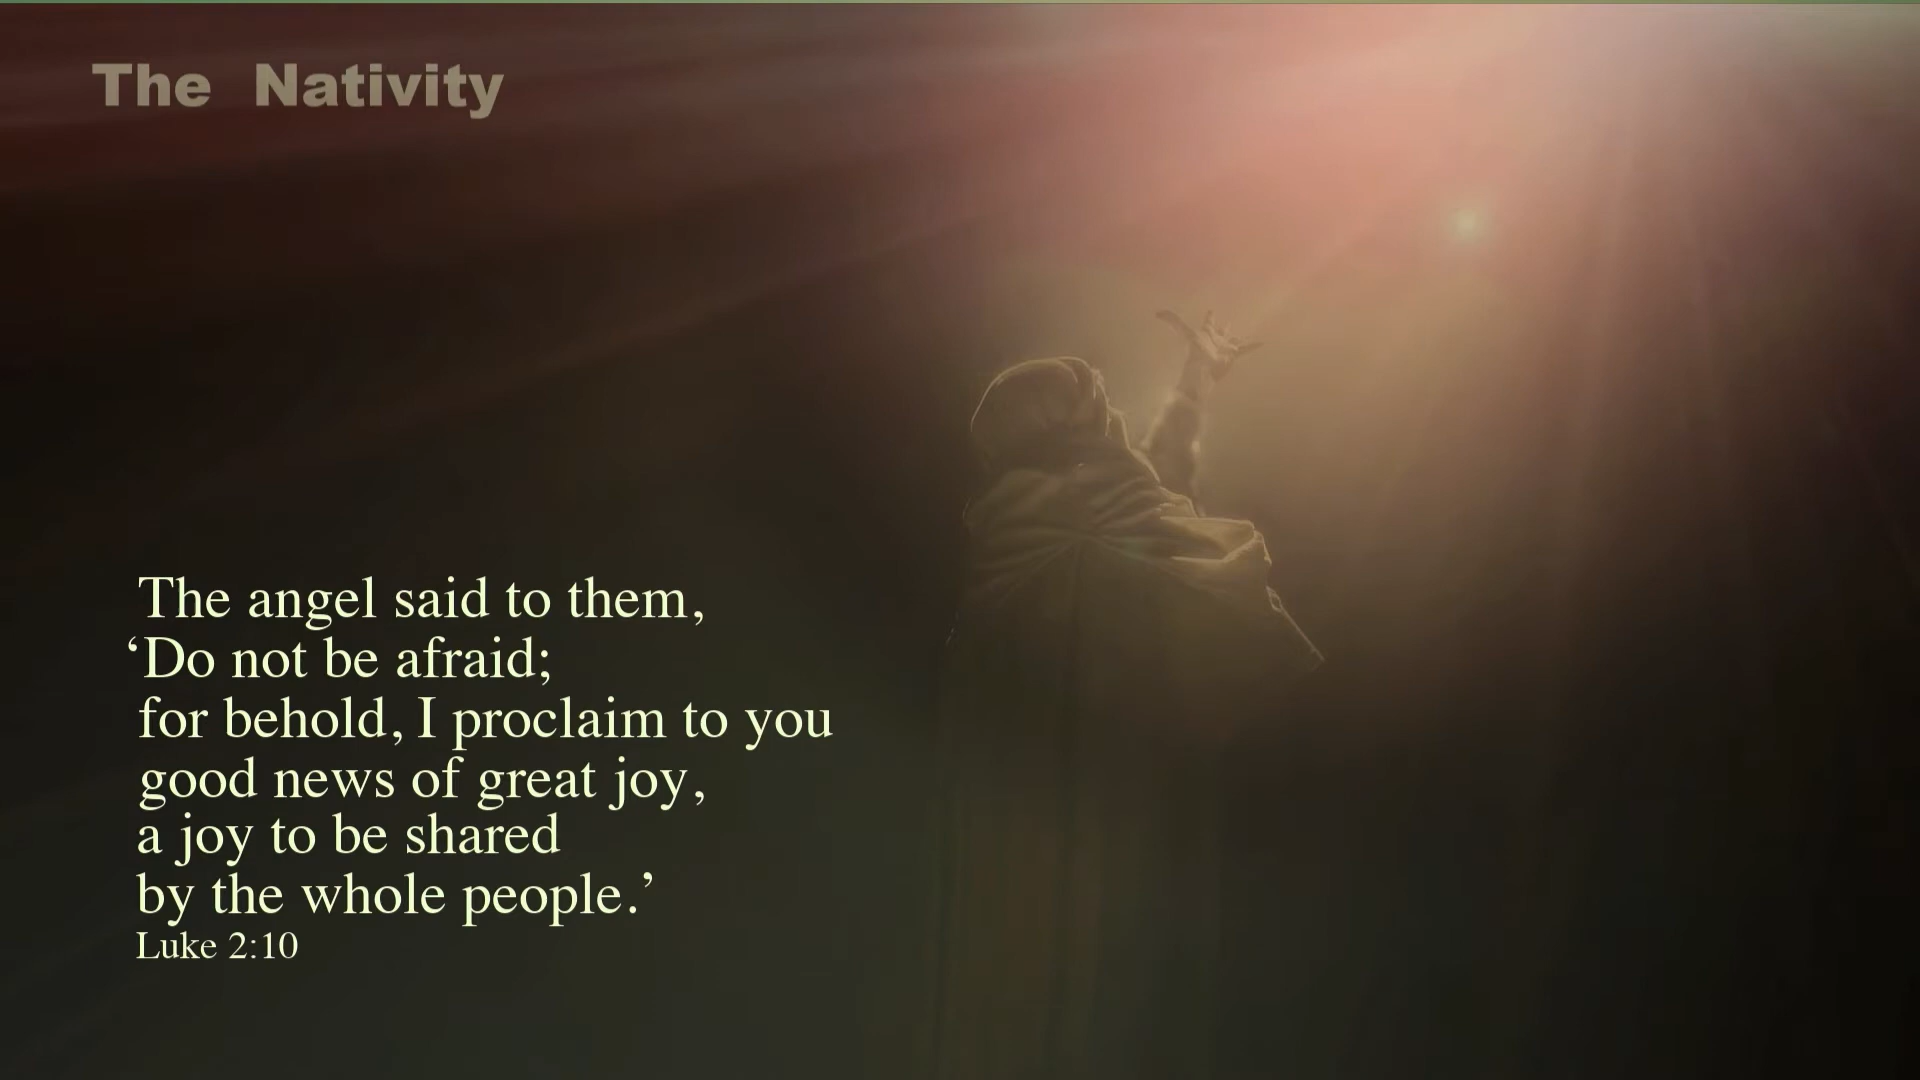 The Nativity
The angel said to them,
‘Do not be afraid;
for behold, I proclaim to you
good news of great joy,
a joy to be shared
by the whole people.’
Luke 2:10